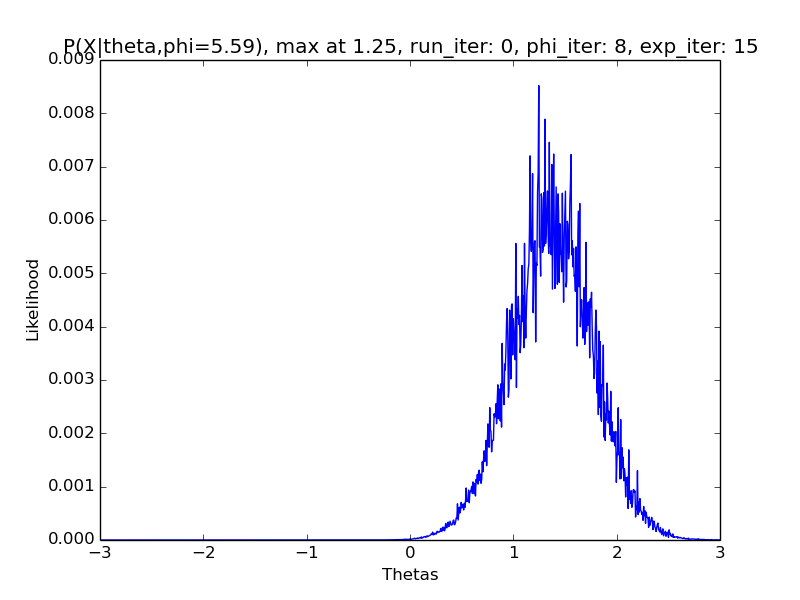 P(X|theta,phi=5.59), max at 1.25, run_iter: 0, phi_iter: 8, exp_iter: 15
0.009
0.008
0.007
0.006
0.005
0.004
0.003
0.002
0.001
0.000
Likelihood
−3 −2 −1 0 1 2 3
Thetas